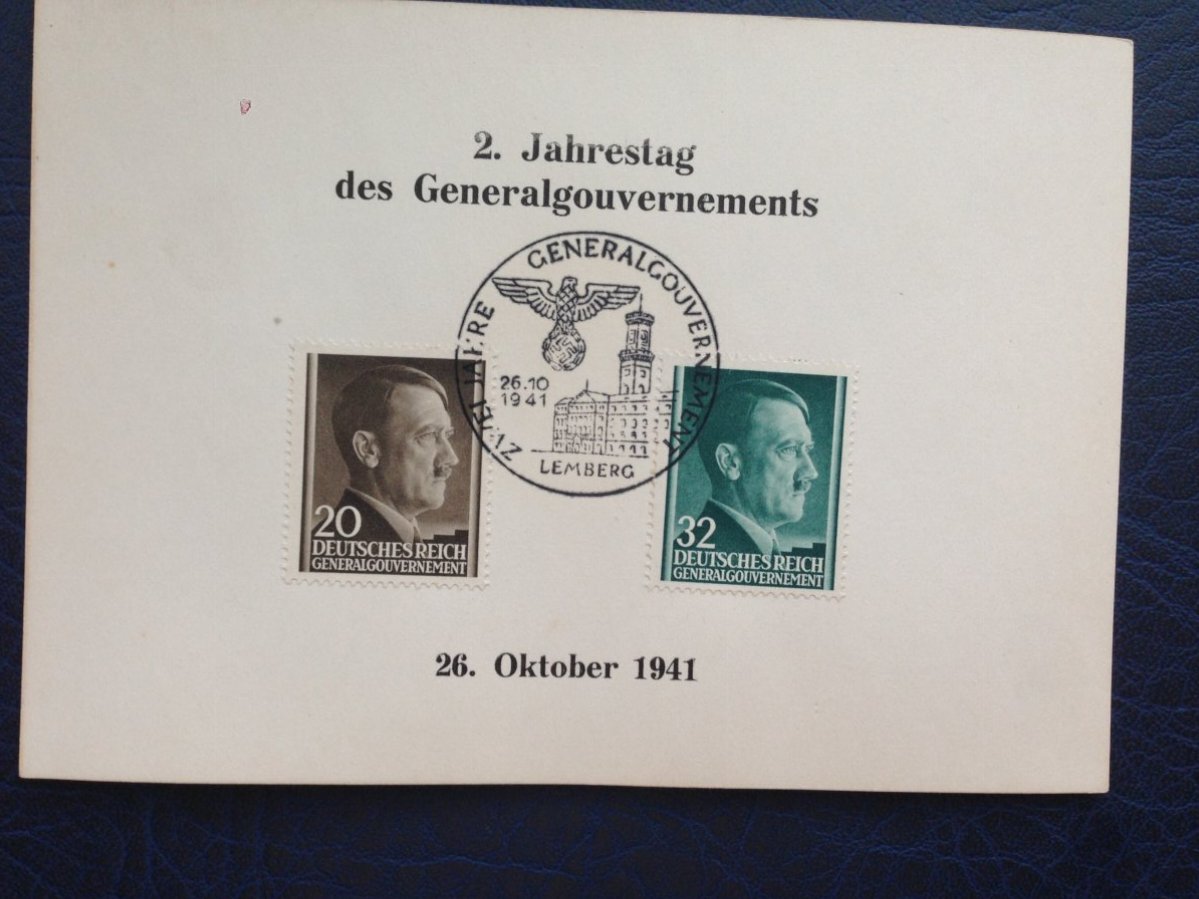 2. Jahrestag
des Generalgouvernements
ZWEI JAHRE GENERALGOUVERNEMENT
26.10
1941
LEMBERG
20
DEUTSCHES REICH
GENERALGOUVERNEMENT
32
DEUTSCHES REICH
GENERALGOUVERNEMENT
26. Oktober 1941